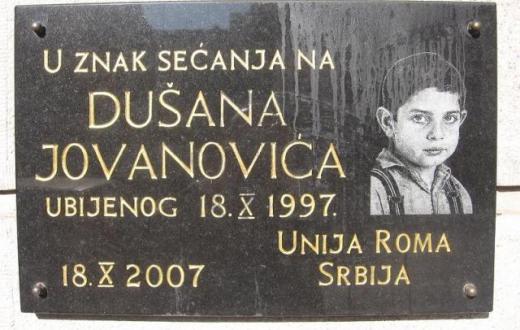 U ZNAK SEĆANJA NA
DUŠANA
JOVANOVIĆA
UBIJENOG 18. X 1997.
UNIJA ROMA
SRBIJA
18. X 2007